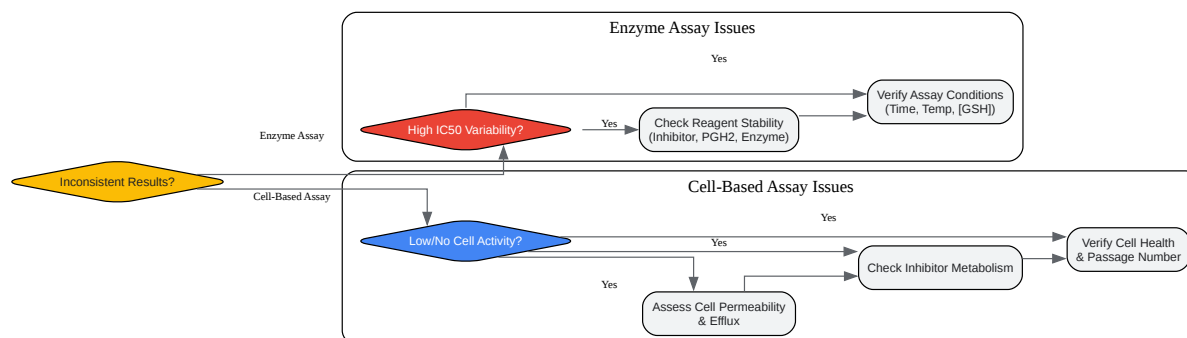 Enzyme Assay Issues
Yes
Verify Assay Conditions
(Time, Temp, [GSH])
High IC50 Variability?
Yes
Check Reagent Stability
(Inhibitor, PGH2, Enzyme)
Enzyme Assay
Inconsistent Results?
Cell-Based Assay
Cell-Based Assay Issues
Yes
Low/No Cell Activity?
Yes
Verify Cell Health
& Passage Number
Check Inhibitor Metabolism
Yes
Assess Cell Permeability
& Efflux